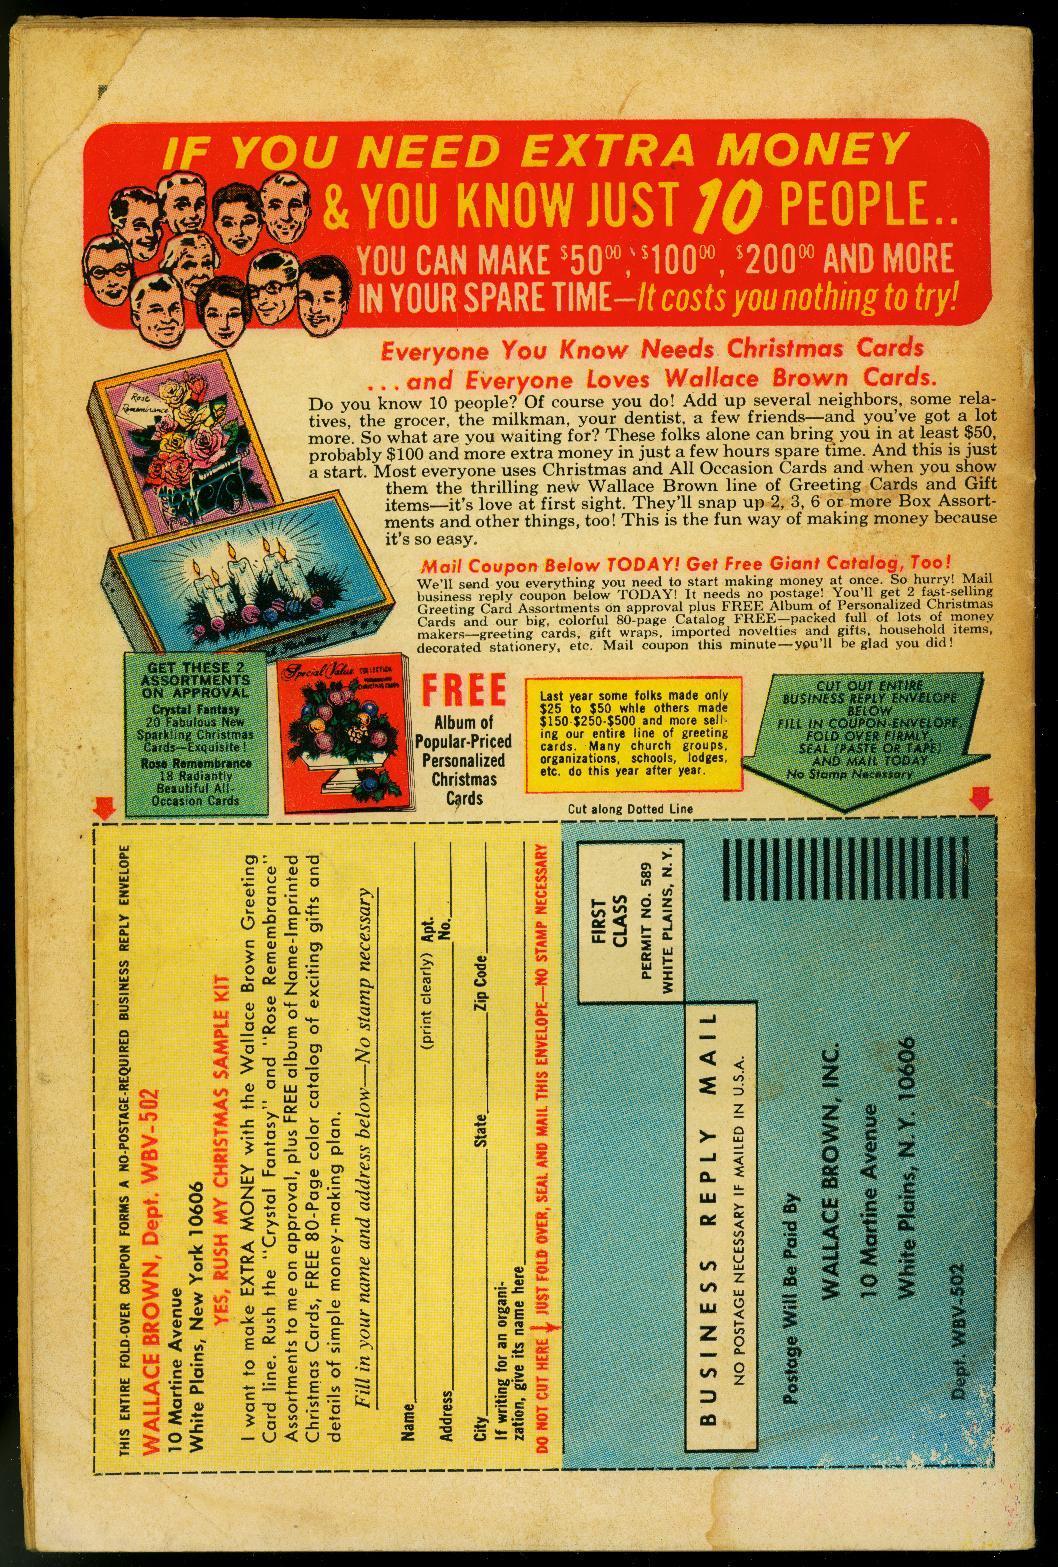 IF YOU NEED EXTRA MONEY
& YOU KNOW JUST 10 PEOPLE..
YOU CAN MAKE $50⁰⁰, $100⁰⁰, $200⁰⁰ AND MORE
IN YOUR SPARE TIME—It costs you nothing to try!
Everyone You Know Needs Christmas Cards
...and Everyone Loves Wallace Brown Cards.
Do you know 10 people? Of course you do! Add up several neighbors, some rela-
tives, the grocer, the milkman, your dentist, a few friends—and you've got a lot
more. So what are you waiting for? These folks alone can bring you in at least $50,
probably $100 and more extra money in just a few hours spare time. And this is just
a start. Most everyone uses Christmas and All Occasion Cards and when you show
them the thrilling new Wallace Brown line of Greeting Cards and Gift
items—it's love at first sight. They'll snap up 2, 3, 6 or more Box Assort-
ments and other things, too! This is the fun way of making money because
it's so easy.
Rose
Remembrance
Mail Coupon Below TODAY! Get Free Giant Catalog, Too!
We'll send you everything you need to start making money at once. So hurry! Mail
business reply coupon below TODAY! It needs no postage! You'll get 2 fast-selling
Greeting Card Assortments on approval plus FREE Album of Personalized Christmas
Cards and our big, colorful 80-page Catalog FREE—packed full of lots of money
makers—greeting cards, gift wraps, imported novelties and gifts, household items,
decorated stationery, etc. Mail coupon this minute—you'll be glad you did!
GET THESE 2
ASSORTMENTS
ON APPROVAL
Crystal Fantasy
20 Fabulous New
Sparkling Christmas
Cards—Exquisite!
Rose Remembrance
18 Radiantly
Beautiful All-
Occasion Cards
Special Value COLLECTION
FREE
Album of
Popular-Priced
Personalized
Christmas
Cards
Last year some folks made only
$25 to $50 whle others made
$150-$250-$500 and more sell-
ing our entire line of greeting
cards. Many church groups,
organizations, schools, lodges,
etc. do this year after year.
CUT OUT ENTIRE
BUSINESS REPLY ENVELOPE
BELOW
FILL IN COUPON-ENVELOPE,
FOLD OVER FIRMLY,
SEAL (PASTE OR TAPE)
AND MAIL TODAY
No Stamp Necessary
Cut along Dotted Line
THIS ENTIRE FOLD-OVER COUPON FORMS A NO-POSTAGE-REQUIRED BUSINESS REPLY ENVELOPE
WALLACE BROWN, Dept. WBV-502
10 Martine Avenue
White Plains, New York 10606
YES, RUSH MY CHRISTMAS SAMPLE KIT
I want to make EXTRA MONEY with the Wallace Brown Greeting
Card line. Rush the "Crystal Fantasy" and "Rose Remembrance"
Assortments to me on approval, plus FREE album of Name-Imprinted
Christmas Cards, FREE 80-Page color catalog of exciting gifts and
details of simple money-making plan.
Fill in your name and address below—No stamp necessary
Name
(print clearly) Apt.
Address No.
City State Zip Code
If writing for an organi-
zation, give its name here
DO NOT CUT HERE JUST FOLD OVER, SEAL AND MAIL THIS ENVELOPE—NO STAMP NECESSARY
FIRST
CLASS
PERMIT NO. 589
WHITE PLAINS, N.Y.
BUSINESS REPLY MAIL
NO POSTAGE NECESSARY IF MAILED IN U.S.A.
Postage Will Be Paid By
WALLACE BROWN, INC.
10 Martine Avenue
White Plains, N.Y. 10606
Dept. WBV-502